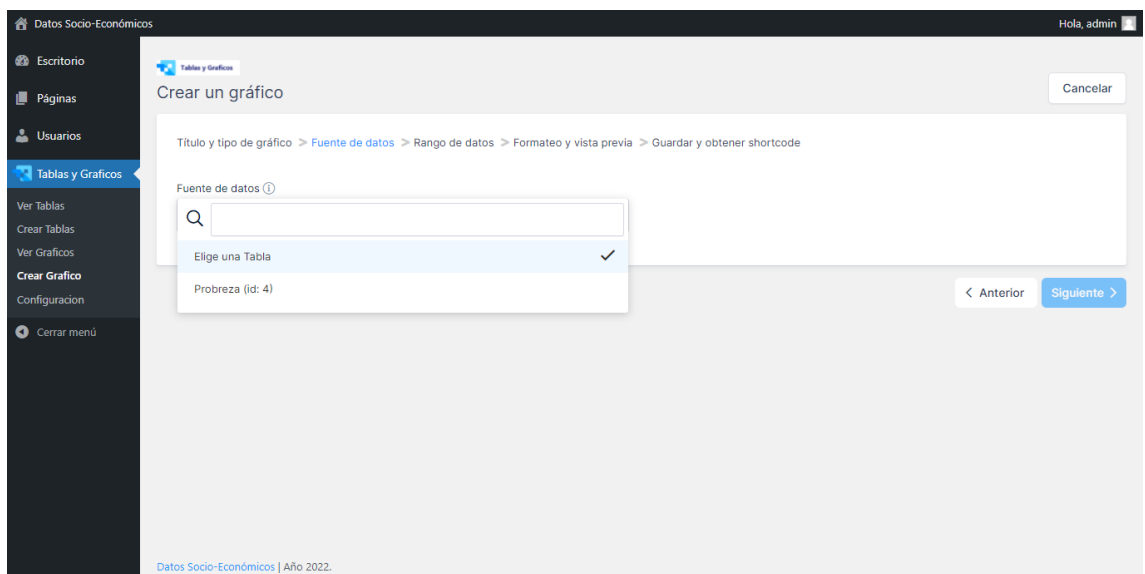 Datos Socio-Económicos
Hola, admin
Escritorio
Páginas
Usuarios
Tablas y Graficos
Ver Tablas
Crear Tablas
Ver Graficos
Crear Grafico
Configuracion
Cerrar menú
Tablas y Graficos
Crear un gráfico
Cancelar
Título y tipo de gráfico > Fuente de datos > Rango de datos > Formateo y vista previa > Guardar y obtener shortcode
Fuente de datos
Elige una Tabla
Probreza (id: 4)
< Anterior
Siguiente >
Datos Socio-Económicos | Año 2022.